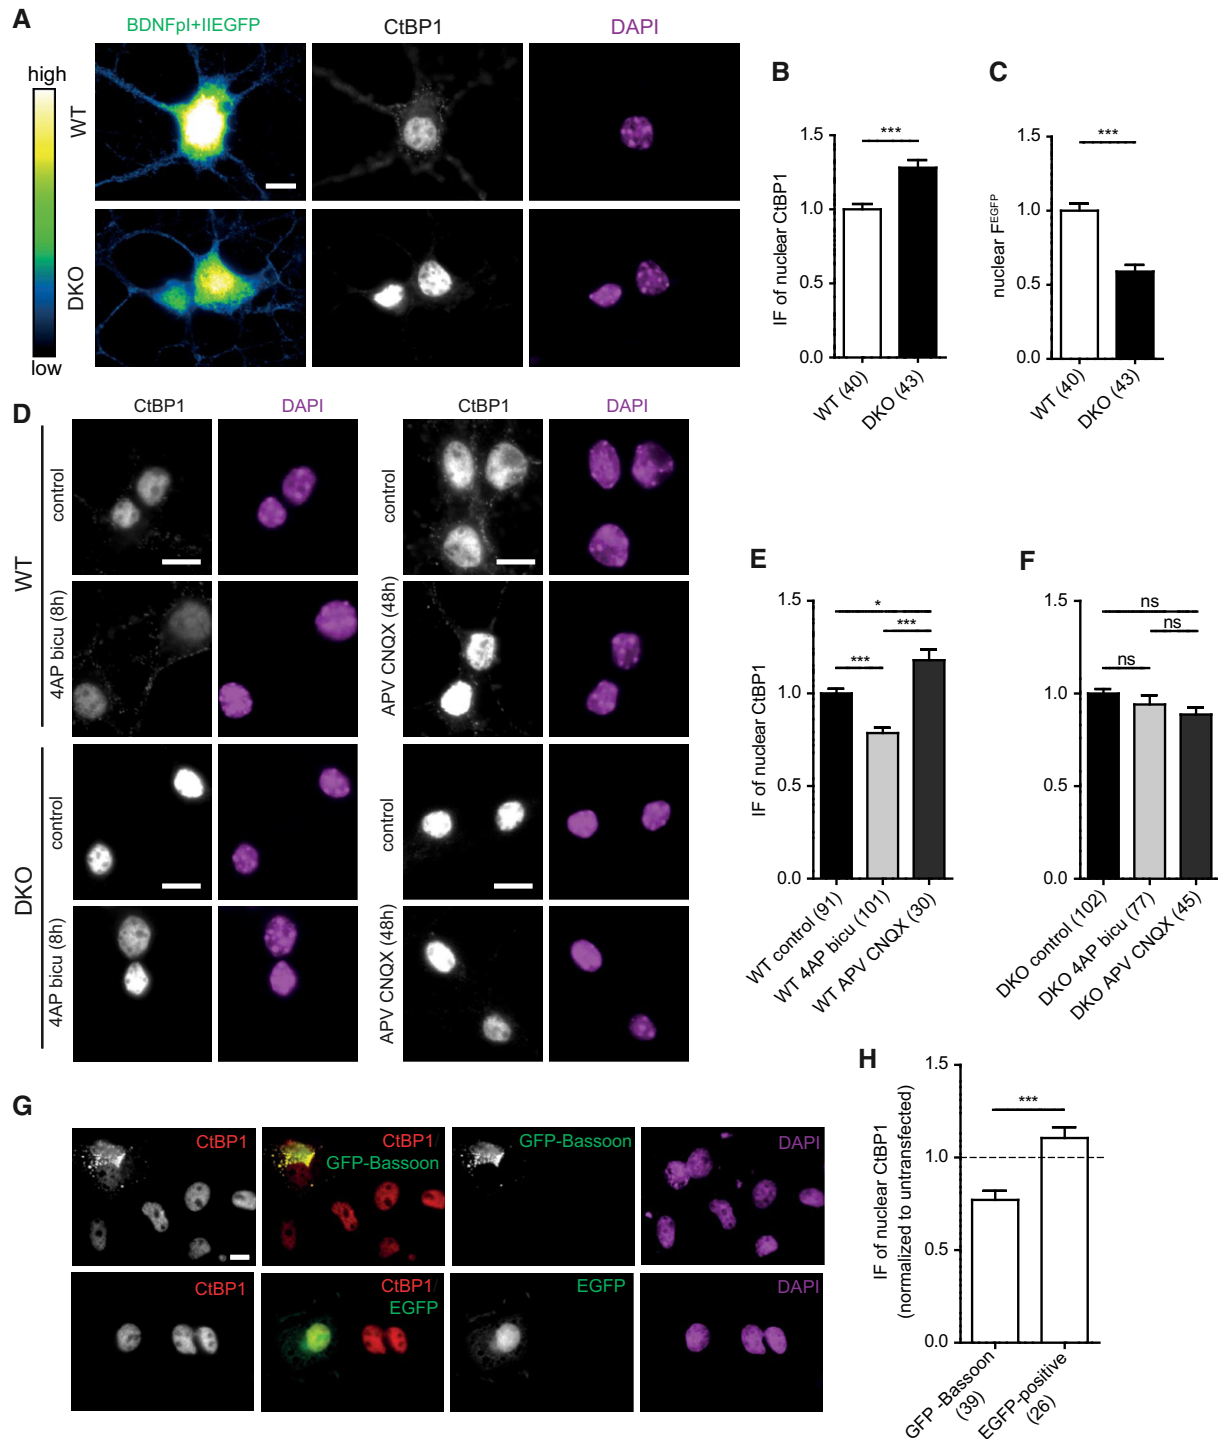 A
BDNFpI+IIEGFP
CtBP1
DAPI
high
low
WT
DKO
B
IF of nuclear CtBP1
1.5
1.0
0.5
0.0
***
WT (40)
DKO (43)
C
nuclear FEGFP
1.5
1.0
0.5
0.0
***
WT (40)
DKO (43)
D
CtBP1
DAPI
CtBP1
DAPI
WT
control
control
4AP bicu (8h)
APV CNQX (48h)
DKO
control
control
4AP bicu (8h)
APV CNQX (48h)
E
IF of nuclear CtBP1
1.5
1.0
0.5
0.0
*
***
***
WT control (91)
WT 4AP bicu (101)
WT APV CNQX (30)
F
1.5
1.0
0.5
0.0
ns
ns
ns
DKO control (102)
DKO 4AP bicu (77)
DKO APV CNQX (45)
G
CtBP1
CtBP1/
GFP-Bassoon
GFP-Bassoon
DAPI
CtBP1
CtBP1/
EGFP
EGFP
DAPI
H
IF of nuclear CtBP1
(normalized to untransfected)
1.5
1.0
0.5
0.0
***
GFP -Bassoon
(39)
EGFP-positive
(26)